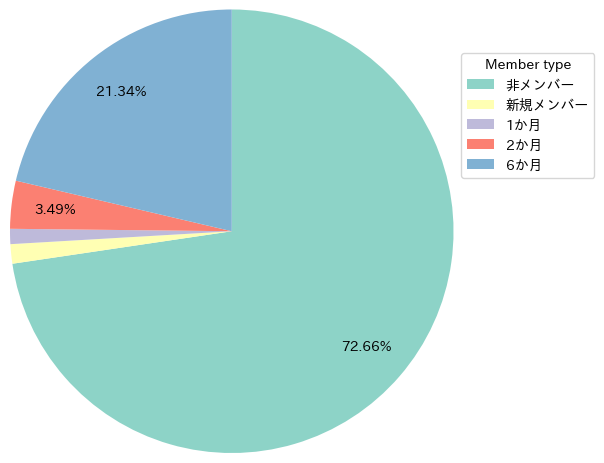 Member type
非メンバー
新規メンバー
1か月
2か月
6か月
21.34%
3.49%
72.66%